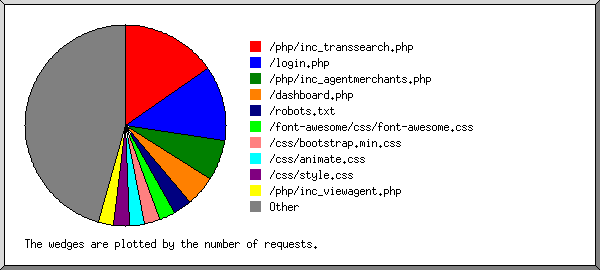 /php/inc_transsearch.php
/login.php
/php/inc_agentmerchants.php
/dashboard.php
/robots.txt
/font-awesome/css/font-awesome.css
/css/bootstrap.min.css
/css/animate.css
/css/style.css
/php/inc_viewagent.php
Other
The wedges are plotted by the number of requests.